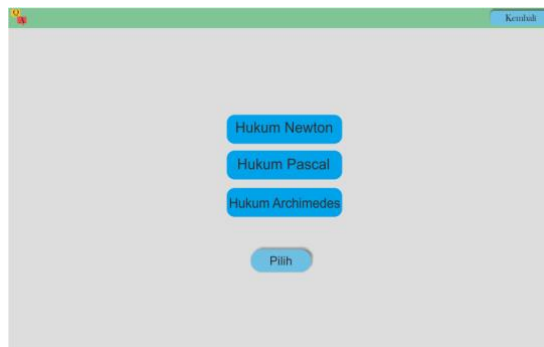 Q
A
Kembali
Hukum Newton
Hukum Pascal
Hukum Archimedes
Pilih